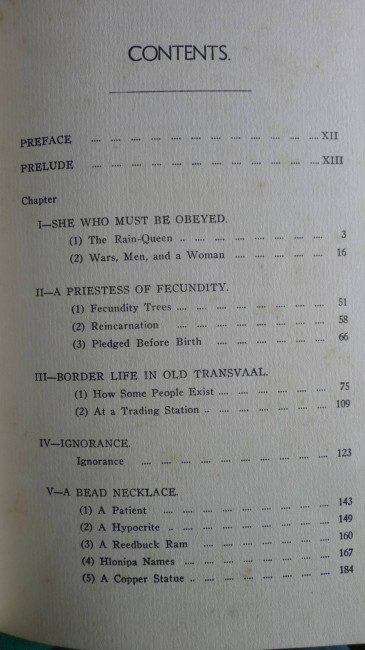 CONTENTS.
PREFACE .... .... .... .... .... .... .... .... .... .... .... .... XII
PRELUDE .... .... .... .... .... .... .... .... .... .... .... .... XIII
Chapter
I—SHE WHO MUST BE OBEYED.
(1) The Rain-Queen .. .... .... .... .... .... .... .... 3
(2) Wars, Men, and a Woman .... .... .... .... .... 16
II—A PRIESTESS OF FECUNDITY.
(1) Fecundity Trees .... .... .... .... .... .... .... .... 51
(2) Reincarnation .... .... .... .... .... .... .... .... 58
(3) Pledged Before Birth .... .... .... .... .... .... 66
III—BORDER LIFE IN OLD TRANSVAAL.
(1) How Some People Exist .... .... .... .... .... .... 75
(2) At a Trading Station .. .... .... .... .... .... .... 109
IV—IGNORANCE.
Ignorance .... .... .... .... .... .... .... .... .... 123
V—A BEAD NECKLACE.
(1) A Patient .... .... .... .... .... .... .... .... .... 143
(2) A Hypocrite .. .... .... .... .... .... .... .... .... 149
(3) A Reedbuck Ram .... .... .... .... .... .... .... 160
(4) Hlonipa Names .... .... .... .... .... .... .... .... 167
(5) A Copper Statue .. .... .... .... .... .... .... .... 184